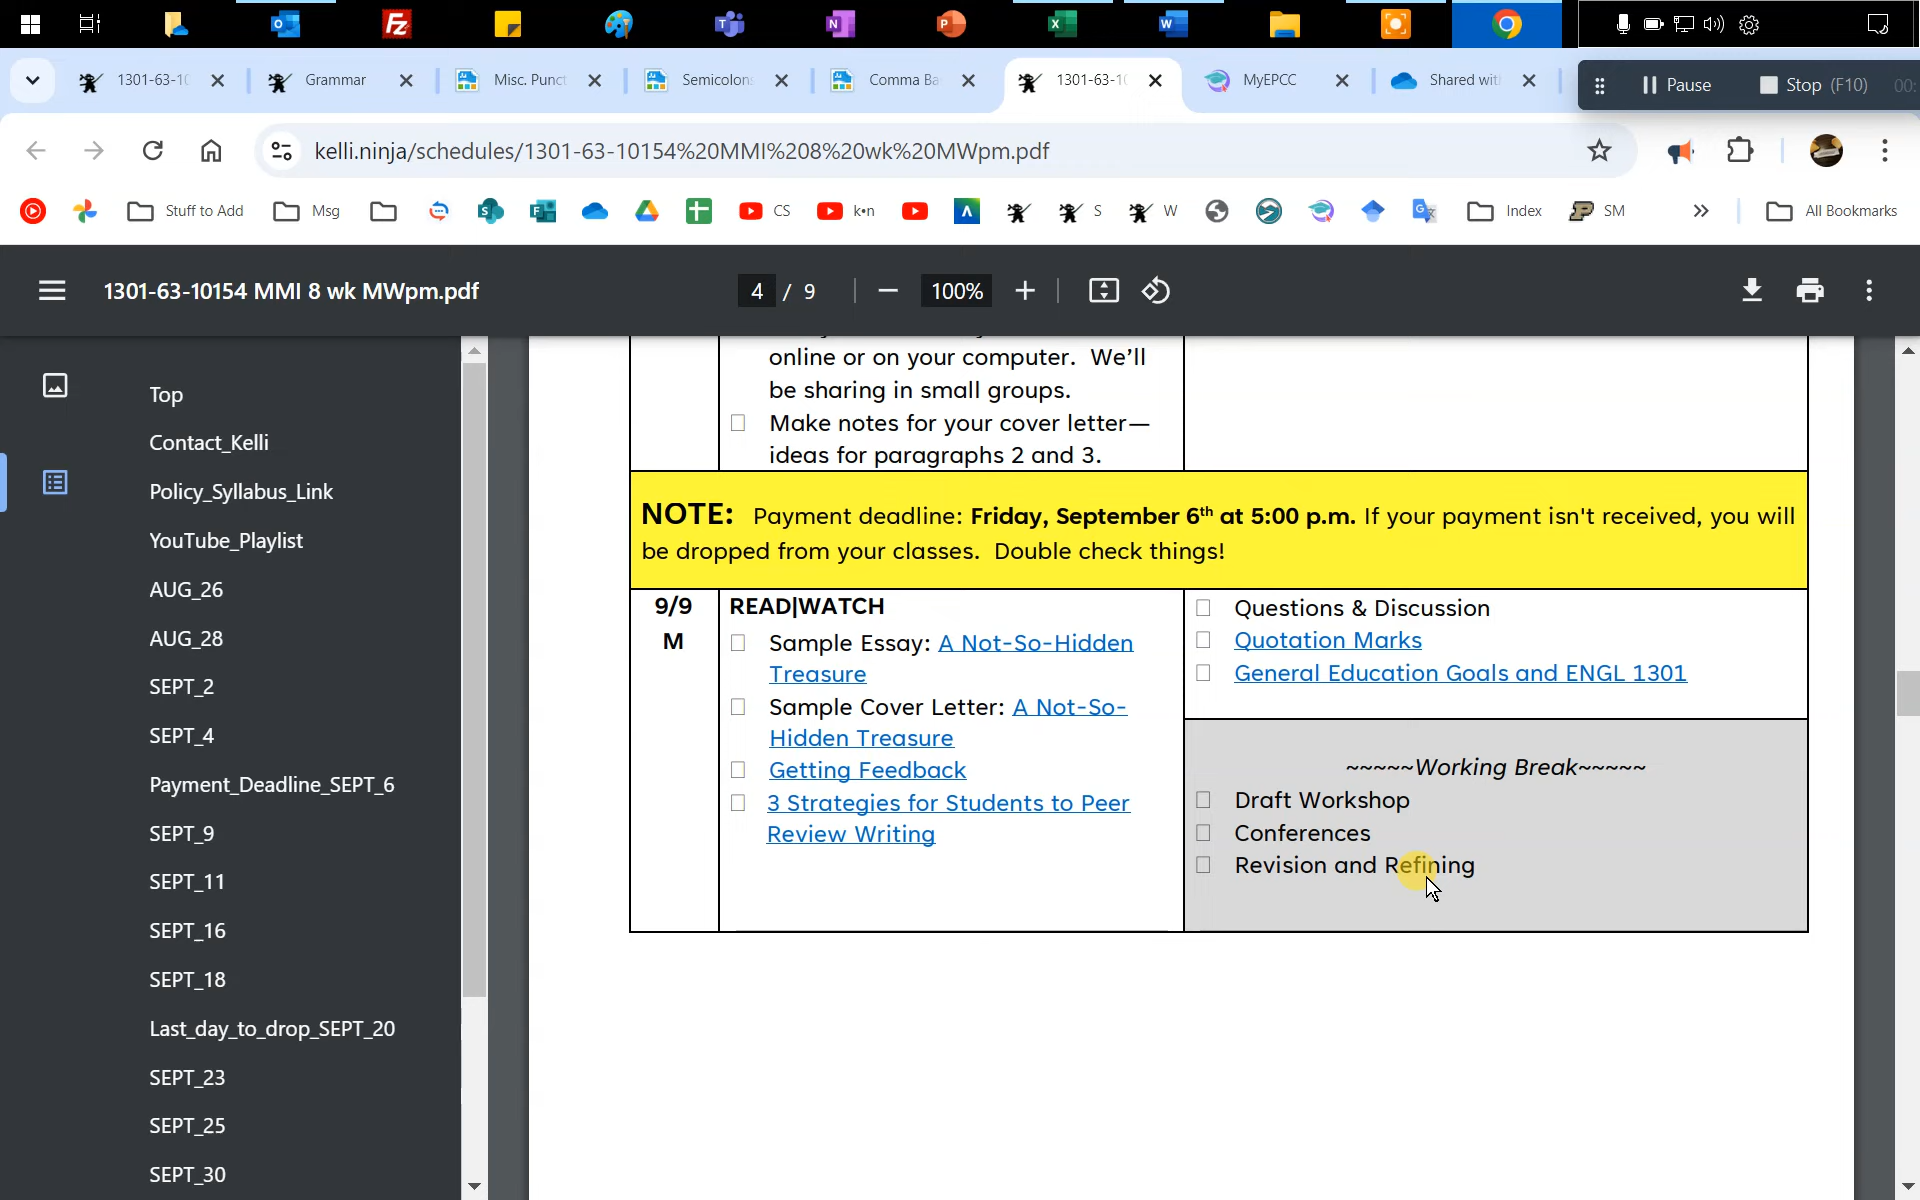 Pause
Stop (F10)
00:
1301-63-10
Grammar
Misc. Punct
Semicolons
Comma Ba
1301-63-10
MyEPCC
Shared wit
kelli.ninja/schedules/1301-63-10154%20MMI%208%20wk%20MWpm.pdf
Stuff to Add
Msg
CS
k•n
S
W
Index
SM
All Bookmarks
1301-63-10154 MMI 8 wk MWpm.pdf
4 / 9
100%
Top
Contact_Kelli
Policy_Syllabus_Link
YouTube_Playlist
AUG_26
AUG_28
SEPT_2
SEPT_4
Payment_Deadline_SEPT_6
SEPT_9
SEPT_11
SEPT_16
SEPT_18
Last_day_to_drop_SEPT_20
SEPT_23
SEPT_25
SEPT_30
online or on your computer. We’ll
be sharing in small groups.
Make notes for your cover letter—
ideas for paragraphs 2 and 3.
NOTE: Payment deadline: Friday, September 6th at 5:00 p.m. If your payment isn't received, you will
be dropped from your classes. Double check things!
9/9
M
READ|WATCH
Sample Essay: A Not-So-Hidden
Treasure
Sample Cover Letter: A Not-So-
Hidden Treasure
Getting Feedback
3 Strategies for Students to Peer
Review Writing
Questions & Discussion
Quotation Marks
General Education Goals and ENGL 1301
~~~~~Working Break~~~~~
Draft Workshop
Conferences
Revision and Refining